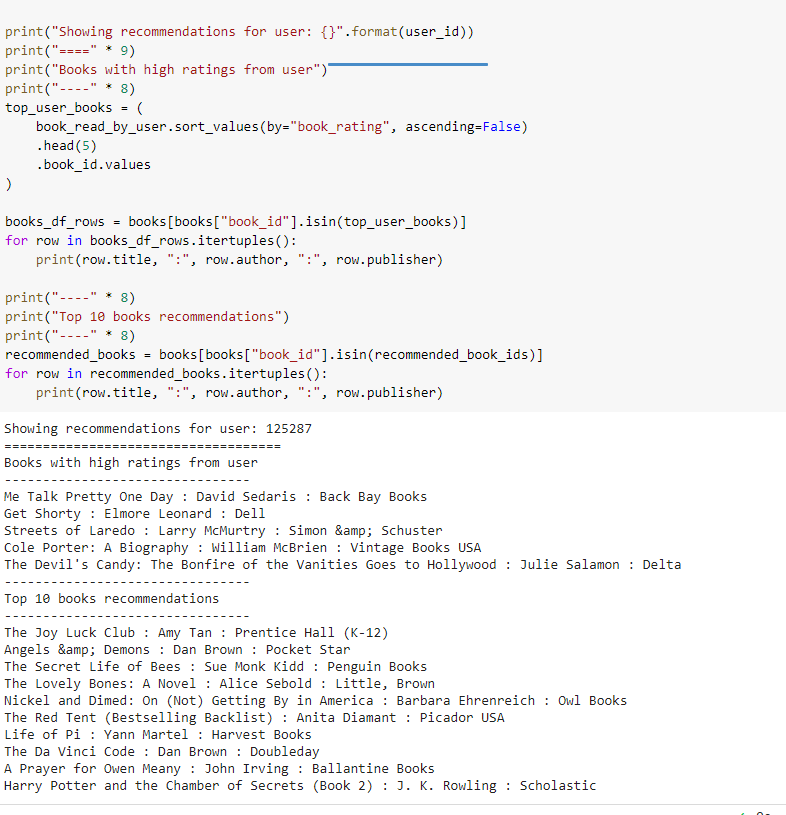 print("Showing recommendations for user: {}".format(user_id))
print("====" * 9)
print("Books with high ratings from user")
print("----" * 8)
top_user_books = (
    book_read_by_user.sort_values(by="book_rating", ascending=False)
    .head(5)
    .book_id.values
)
books_df_rows = books[books["book_id"].isin(top_user_books)]
for row in books_df_rows.itertuples():
    print(row.title, ":", row.author, ":", row.publisher)
print("----" * 8)
print("Top 10 books recommendations")
print("----" * 8)
recommended_books = books[books["book_id"].isin(recommended_book_ids)]
for row in recommended_books.itertuples():
    print(row.title, ":", row.author, ":", row.publisher)
Showing recommendations for user: 125287
====================================
Books with high ratings from user
--------------------------------
Me Talk Pretty One Day : David Sedaris : Back Bay Books
Get Shorty : Elmore Leonard : Dell
Streets of Laredo : Larry McMurtry : Simon &amp; Schuster
Cole Porter: A Biography : William McBrien : Vintage Books USA
The Devil's Candy: The Bonfire of the Vanities Goes to Hollywood : Julie Salamon : Delta
--------------------------------
Top 10 books recommendations
--------------------------------
The Joy Luck Club : Amy Tan : Prentice Hall (K-12)
Angels &amp; Demons : Dan Brown : Pocket Star
The Secret Life of Bees : Sue Monk Kidd : Penguin Books
The Lovely Bones: A Novel : Alice Sebold : Little, Brown
Nickel and Dimed: On (Not) Getting By in America : Barbara Ehrenreich : Owl Books
The Red Tent (Bestselling Backlist) : Anita Diamant : Picador USA
Life of Pi : Yann Martel : Harvest Books
The Da Vinci Code : Dan Brown : Doubleday
A Prayer for Owen Meany : John Irving : Ballantine Books
Harry Potter and the Chamber of Secrets (Book 2) : J. K. Rowling : Scholastic